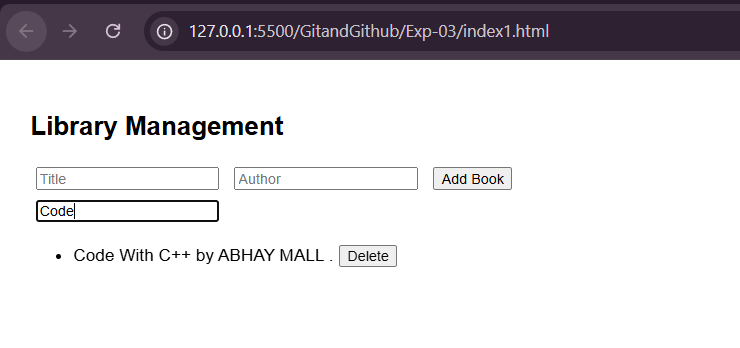 127.0.0.1:5500/GitandGithub/Exp-03/index1.html
Library Management
Title Author Add Book
Code
• Code With C++ by ABHAY MALL . Delete